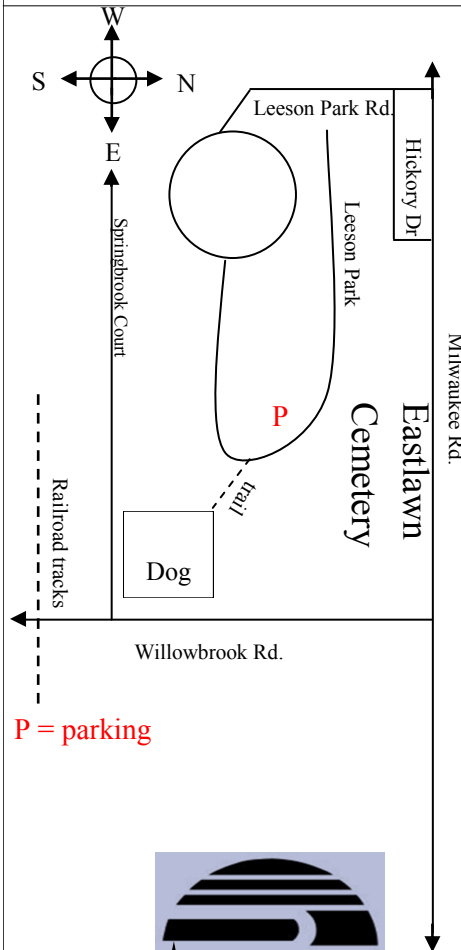 W
S
N
E
Leeson Park Rd.
Hickory Dr
Leeson Park
Springbrook Court
Milwaukee Rd.
Eastlawn
Cemetery
P
trail
Railroad tracks
Dog
Willowbrook Rd.
P = parking